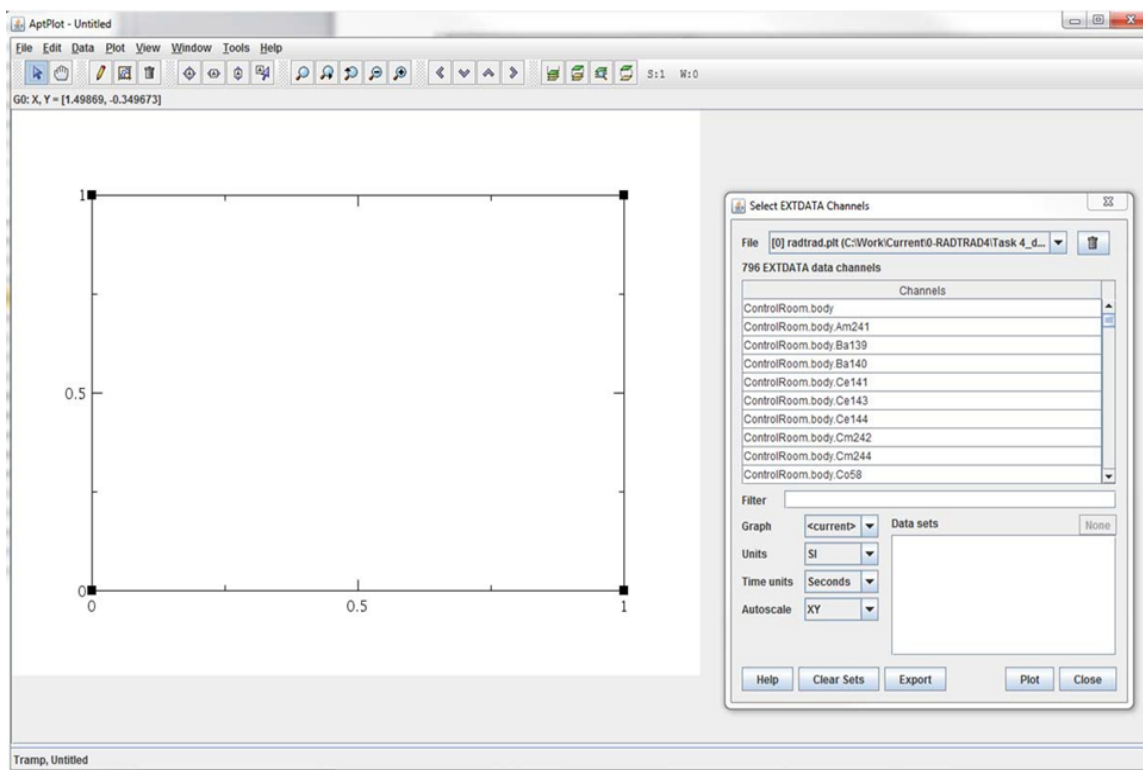 AptPlot - Untitled
File Edit Data Plot View Window Tools Help
S:1 W:0
G0: X, Y = [1.49869, -0.349673]
1
0.5
0
0 0.5 1
Select EXTDATA Channels
File [0] radtrad.plt (C:\Work\Current\0-RADTRAD4\Task 4_d...
796 EXTDATA data channels
Channels
ControlRoom.body
ControlRoom.body.Am241
ControlRoom.body.Ba139
ControlRoom.body.Ba140
ControlRoom.body.Ce141
ControlRoom.body.Ce143
ControlRoom.body.Ce144
ControlRoom.body.Cm242
ControlRoom.body.Cm244
ControlRoom.body.Co58
Filter
Graph <current> Data sets None
Units SI
Time units Seconds
Autoscale XY
Help Clear Sets Export Plot Close
Tramp, Untitled